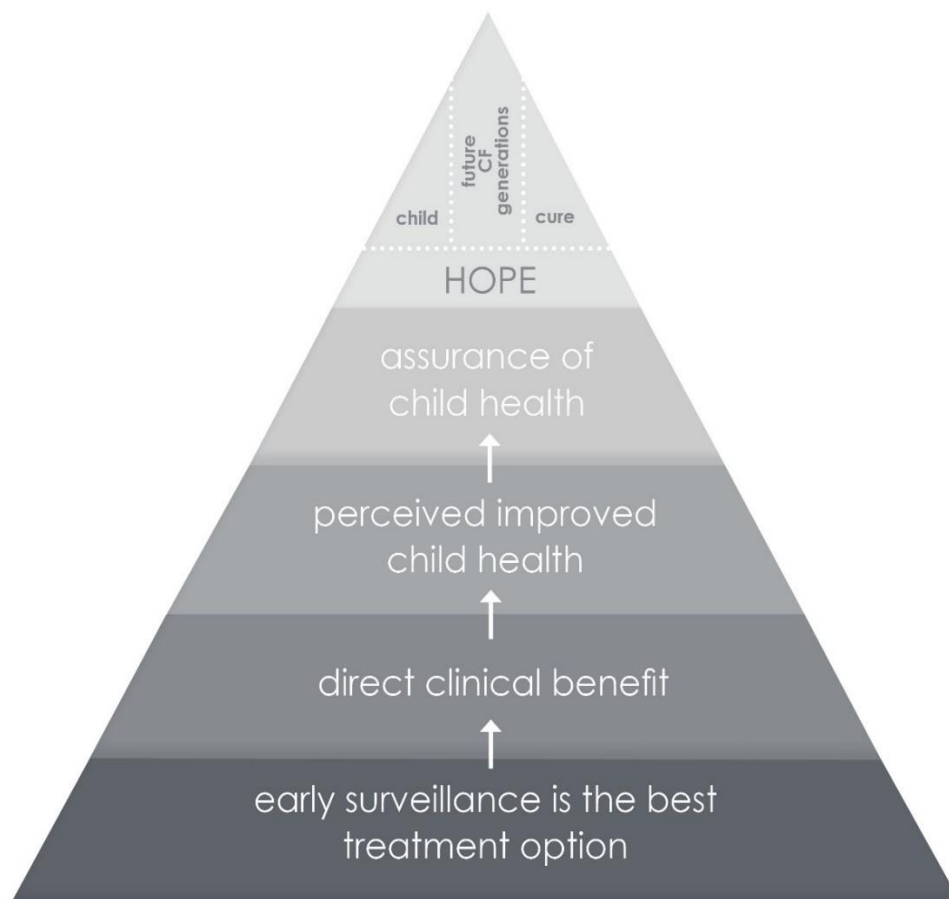 child
future
CF
generations
cure
HOPE
assurance of
child health
perceived improved
child health
direct clinical benefit
early surveillance is the best
treatment option